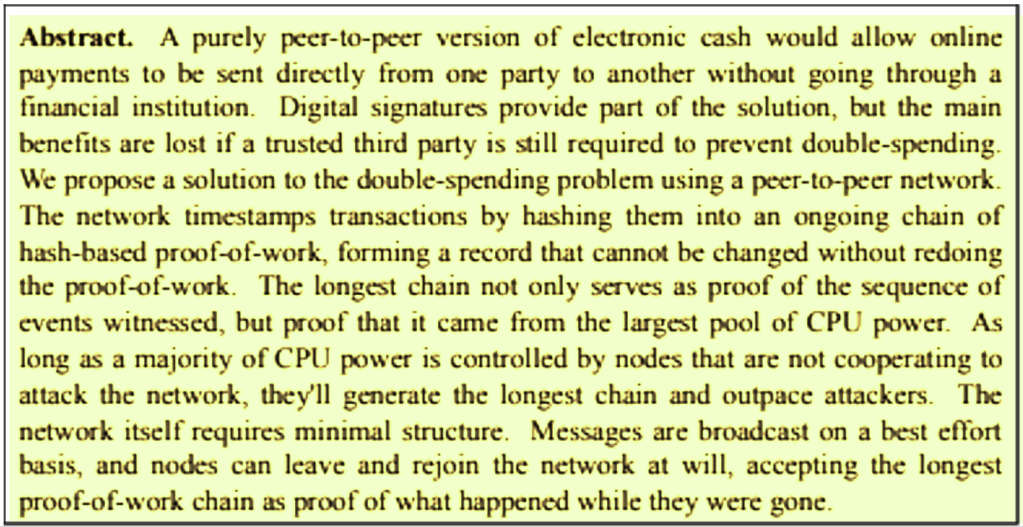 Abstract. A purely peer-to-peer version of electronic cash would allow online
payments to be sent directly from one party to another without going through a
financial institution. Digital signatures provide part of the solution, but the main
benefits are lost if a trusted third party is still required to prevent double-spending.
We propose a solution to the double-spending problem using a peer-to-peer network.
The network timestamps transactions by hashing them into an ongoing chain of
hash-based proof-of-work, forming a record that cannot be changed without redoing
the proof-of-work. The longest chain not only serves as proof of the sequence of
events witnessed, but proof that it came from the largest pool of CPU power. As
long as a majority of CPU power is controlled by nodes that are not cooperating to
attack the network, they'll generate the longest chain and outpace attackers. The
network itself requires minimal structure. Messages are broadcast on a best effort
basis, and nodes can leave and rejoin the network at will, accepting the longest
proof-of-work chain as proof of what happened while they were gone.